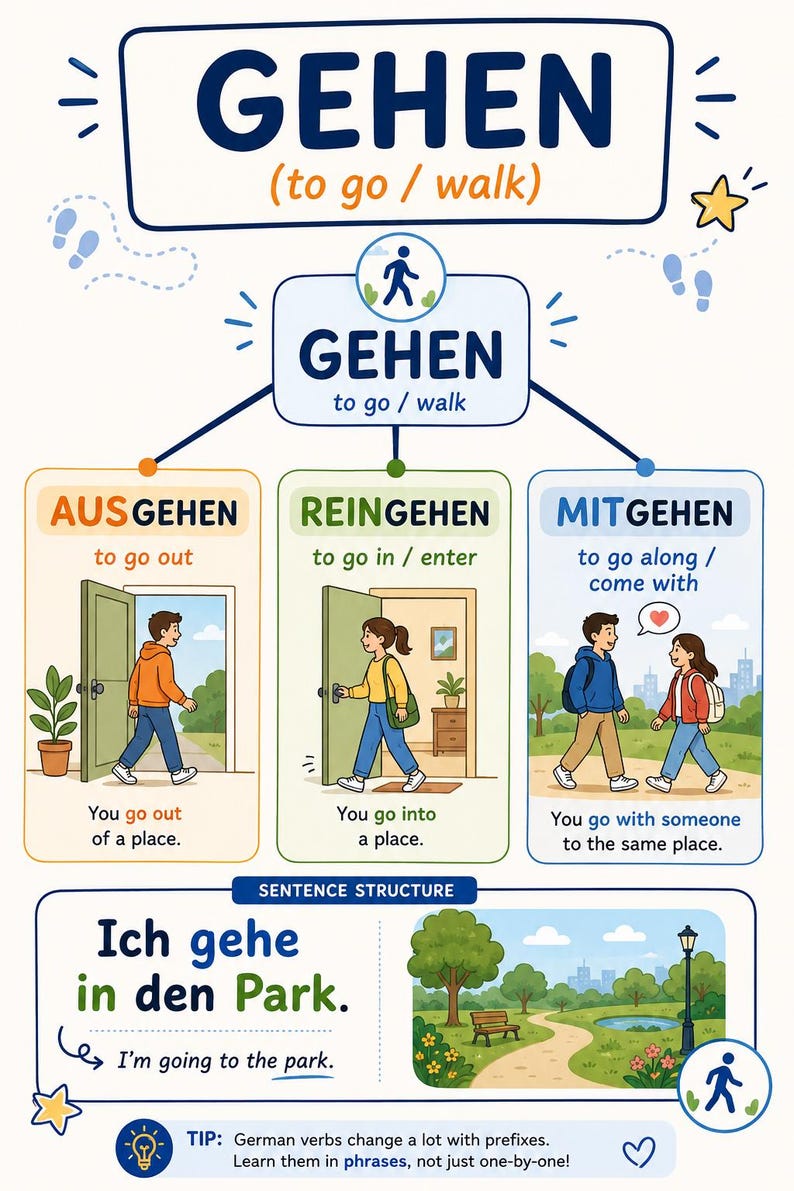 GEHEN
(to go / walk)
GEHEN
to go / walk
AUSGEHEN
to go out
You go out
of a place.
REINGEHEN
to go in / enter
You go into
a place.
MITGEHEN
to go along /
come with
You go with someone
to the same place.
SENTENCE STRUCTURE
Ich gehe
in den Park.
I'm going to the park.
TIP: German verbs change a lot with prefixes.
Learn them in phrases, not just one-by-one!